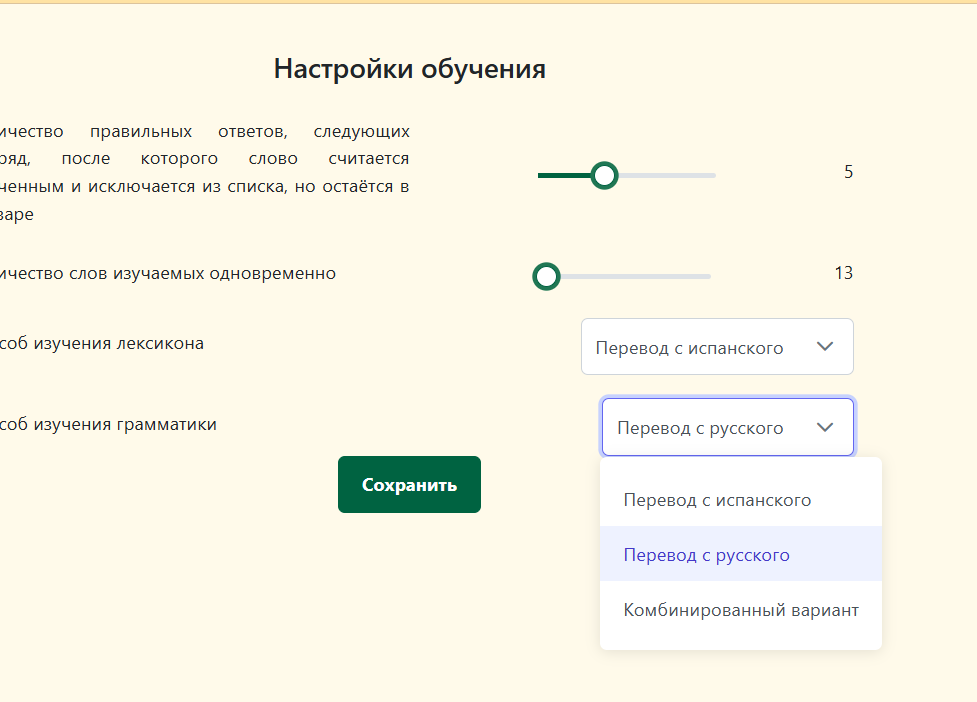 Настройки обучения
ичество правильных ответов, следующих
ряд, после которого слово считается
ченным и исключается из списка, но остаётся в
варе
5
ичество слов изучаемых одновременно
13
соб изучения лексикона
Перевод с испанского
соб изучения грамматики
Перевод с русского
Сохранить
Перевод с испанского
Перевод с русского
Комбинированный вариант